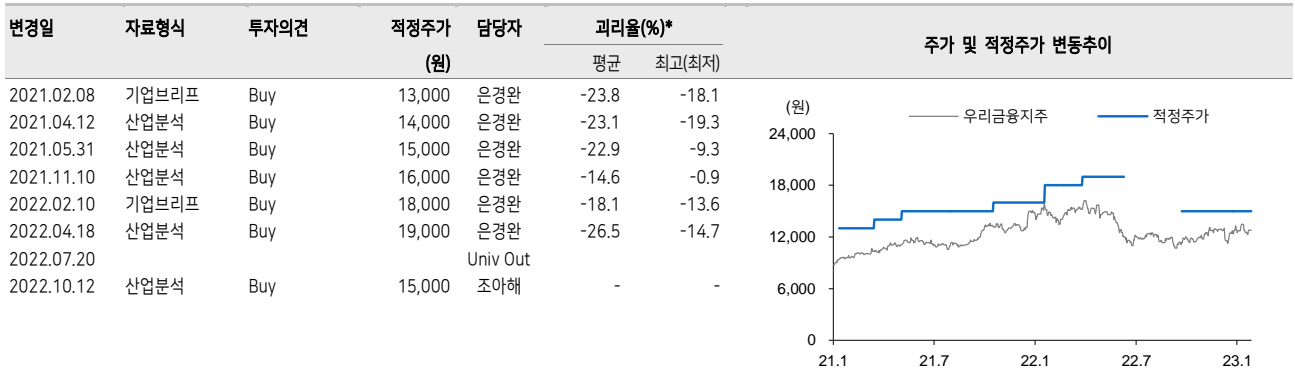 변경일 자료형식 투자의견 적정주가 담당자 괴리율(%)* 주가 및 적정주가 변동추이
(원) 평균 최고(최저)
2021.02.08 기업브리프 Buy 13,000 은경완 -23.8 -18.1
2021.04.12 산업분석 Buy 14,000 은경완 -23.1 -19.3
2021.05.31 산업분석 Buy 15,000 은경완 -22.9 -9.3
2021.11.10 산업분석 Buy 16,000 은경완 -14.6 -0.9
2022.02.10 기업브리프 Buy 18,000 은경완 -18.1 -13.6
2022.04.18 산업분석 Buy 19,000 은경완 -26.5 -14.7
2022.07.20 Univ Out
2022.10.12 산업분석 Buy 15,000 조아해 - -
(원)
우리금융지주 적정주가
24,000
18,000
12,000
6,000
0
21.1 21.7 22.1 22.7 23.1